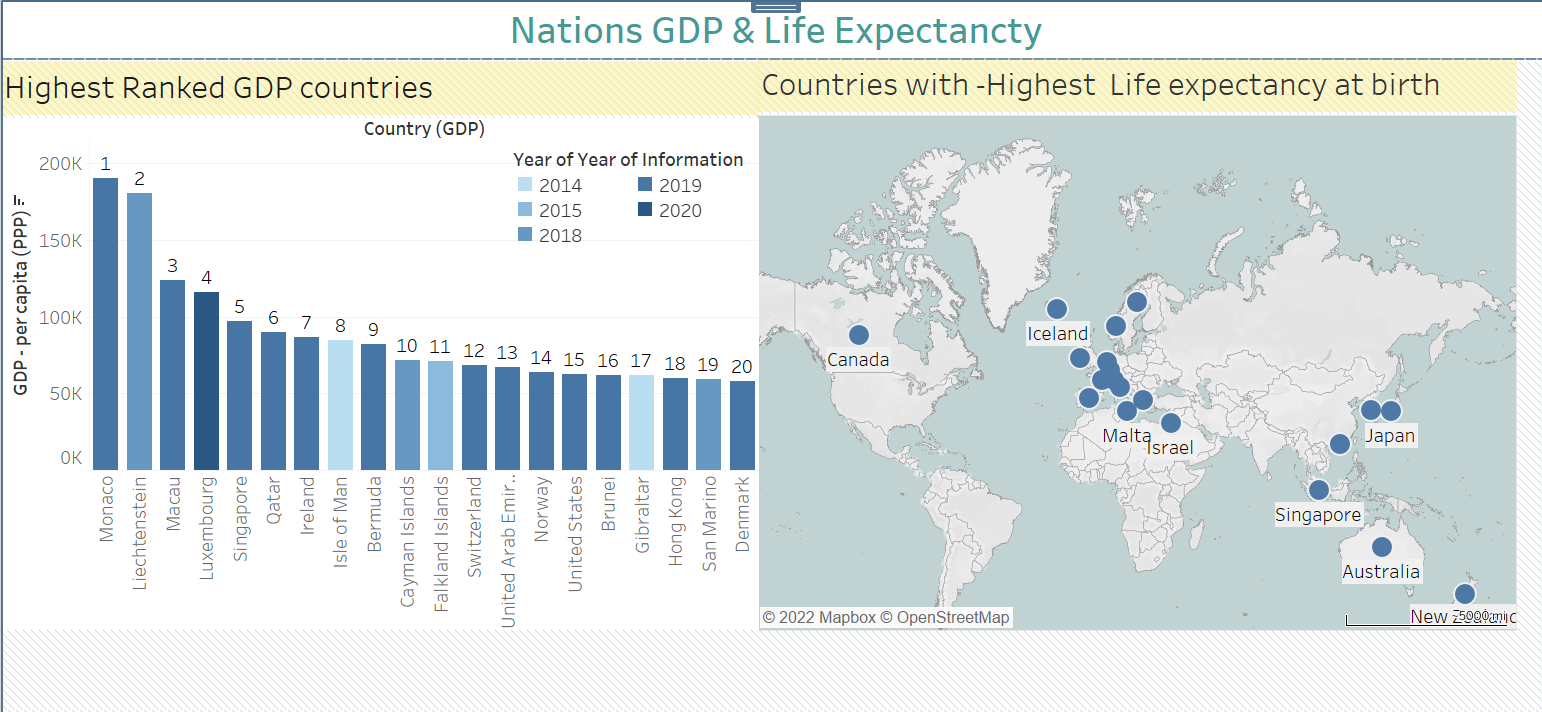 Nations GDP & Life Expectancty
Highest Ranked GDP countries
Countries with -Highest Life expectancy at birth
Country (GDP)
Year of Year of Information
2014
2019
2015
2020
2018
GDP - per capita (PPP)
200K
150K
100K
50K
0K
1
2
3
4
5
6
7
8
9
10
11
12
13
14
15
16
17
18
19
20
Monaco
Liechtenstein
Macau
Luxembourg
Singapore
Qatar
Ireland
Isle of Man
Bermuda
Cayman Islands
Falkland Islands
Switzerland
United Arab Emir..
Norway
United States
Brunei
Gibraltar
Hong Kong
San Marino
Denmark
Iceland
Canada
Malta
Israel
Japan
Singapore
Australia
New Zealand
5000 mi
© 2022 Mapbox © OpenStreetMap